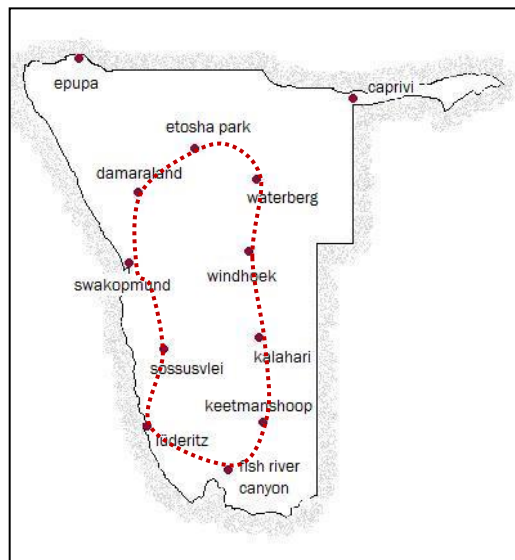 epupa
caprivi
etosha park
damaraland
waterberg
swakopmund
windhoek
sossusvlei
kalahari
keetmanshoop
lüderitz
fish river
canyon